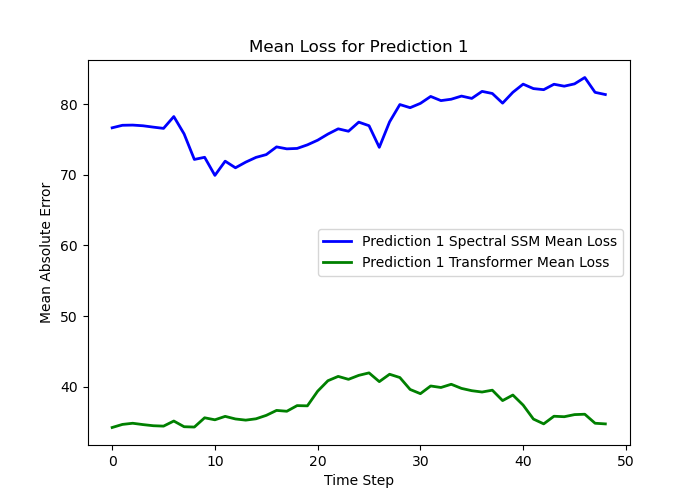 Mean Loss for Prediction 1
Mean Absolute Error
80
70
60
50
40
Prediction 1 Spectral SSM Mean Loss
Prediction 1 Transformer Mean Loss
0 10 20 30 40 50
Time Step